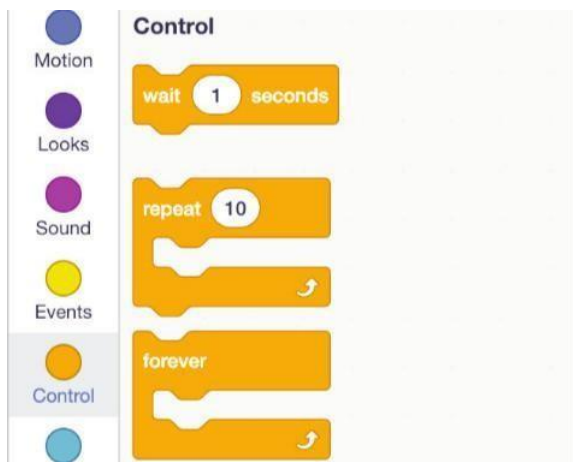 Control
Motion
wait 1 seconds
Looks
repeat 10
Sound
Events
forever
Control